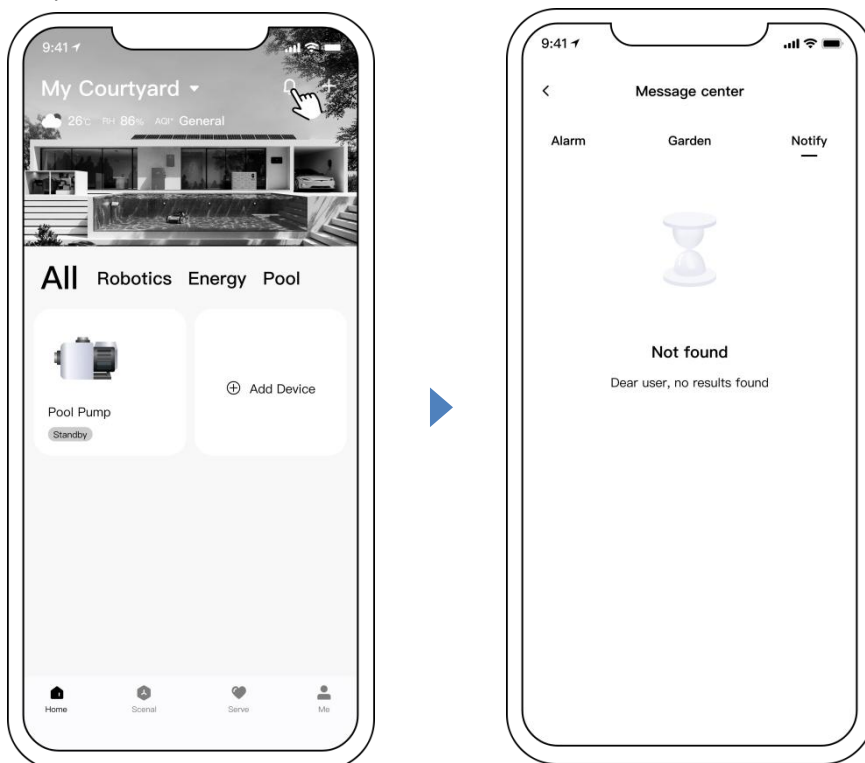 9:41
My Courtyard
26℃ RH 86% AQI* General
All Robotics Energy Pool
Pool Pump
Standby
Add Device
Home Scenal Serve Me
9:41
Message center
Alarm Garden Notify
Not found
Dear user, no results found